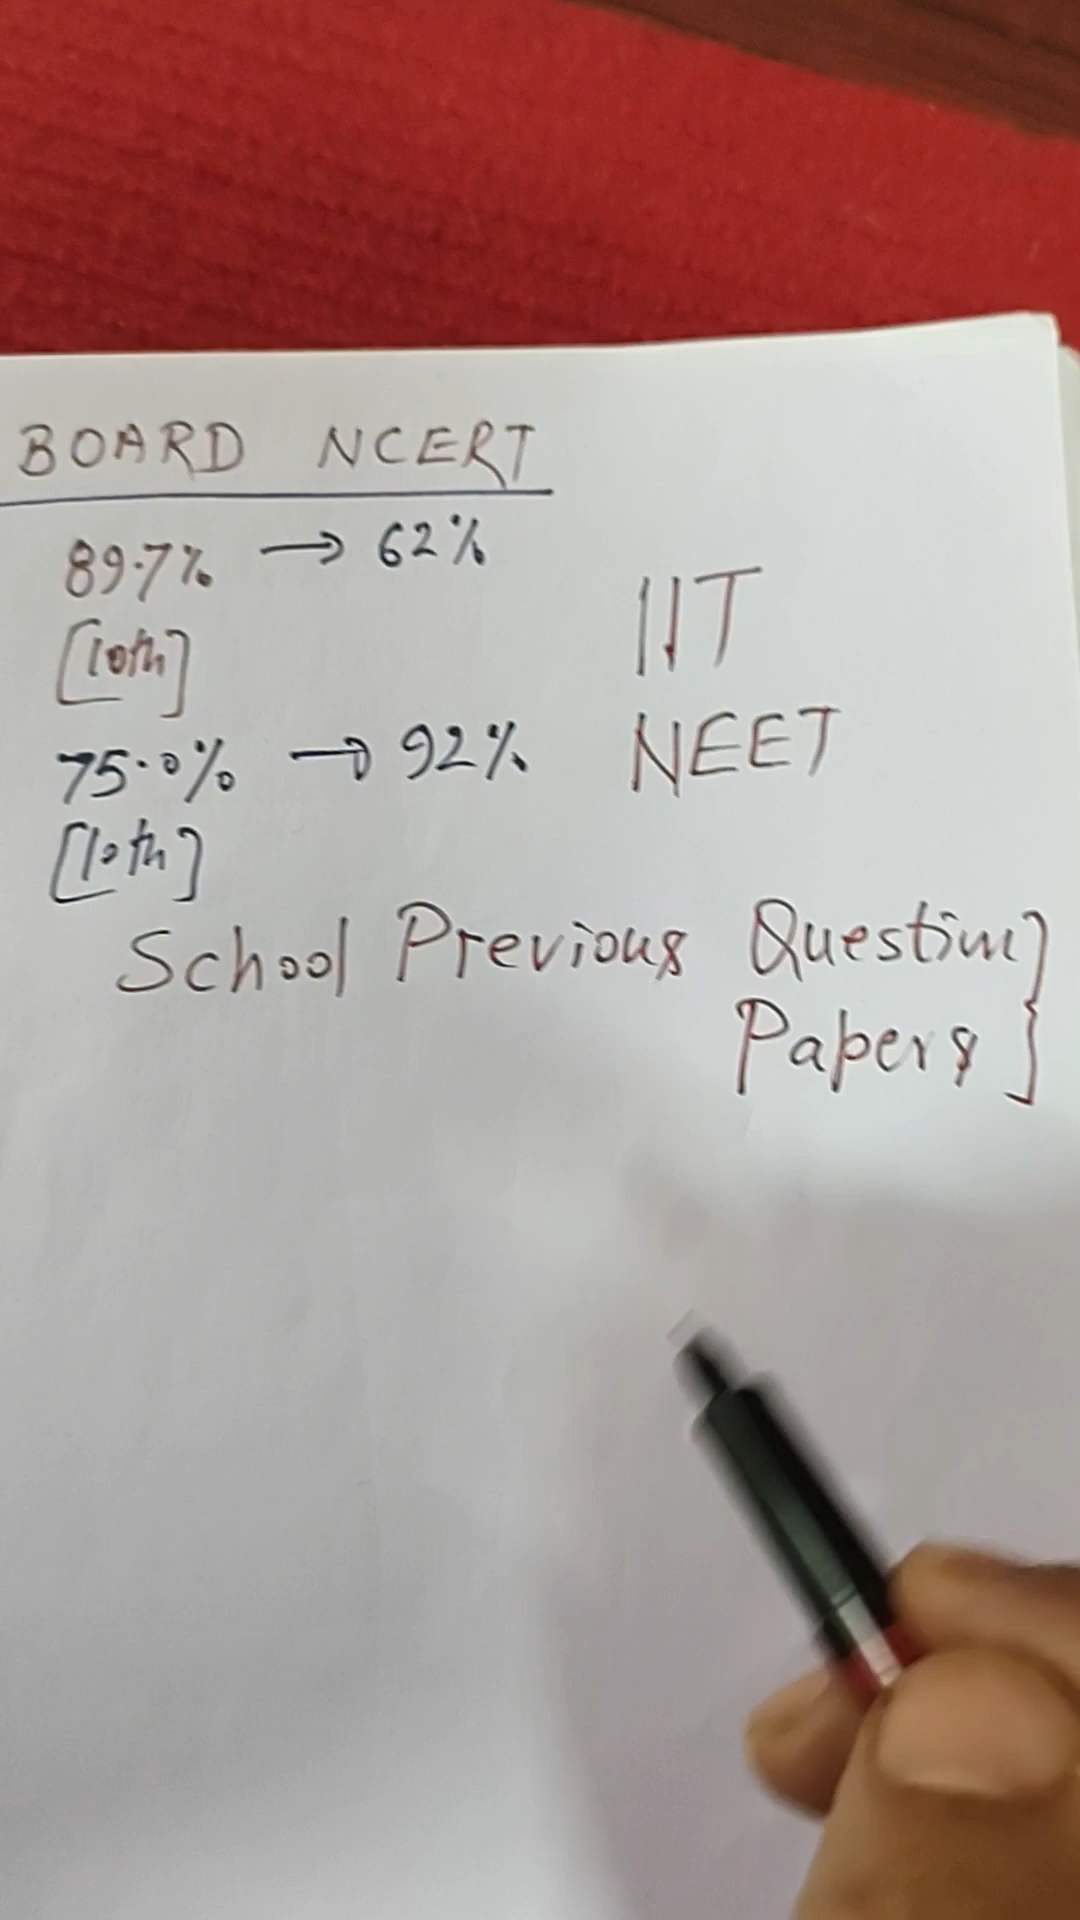 BOARD NCERT
89.7% → 62%
[10th]
IIT
75.0% → 92%
NEET
[10th]
School Previous Question
Papers